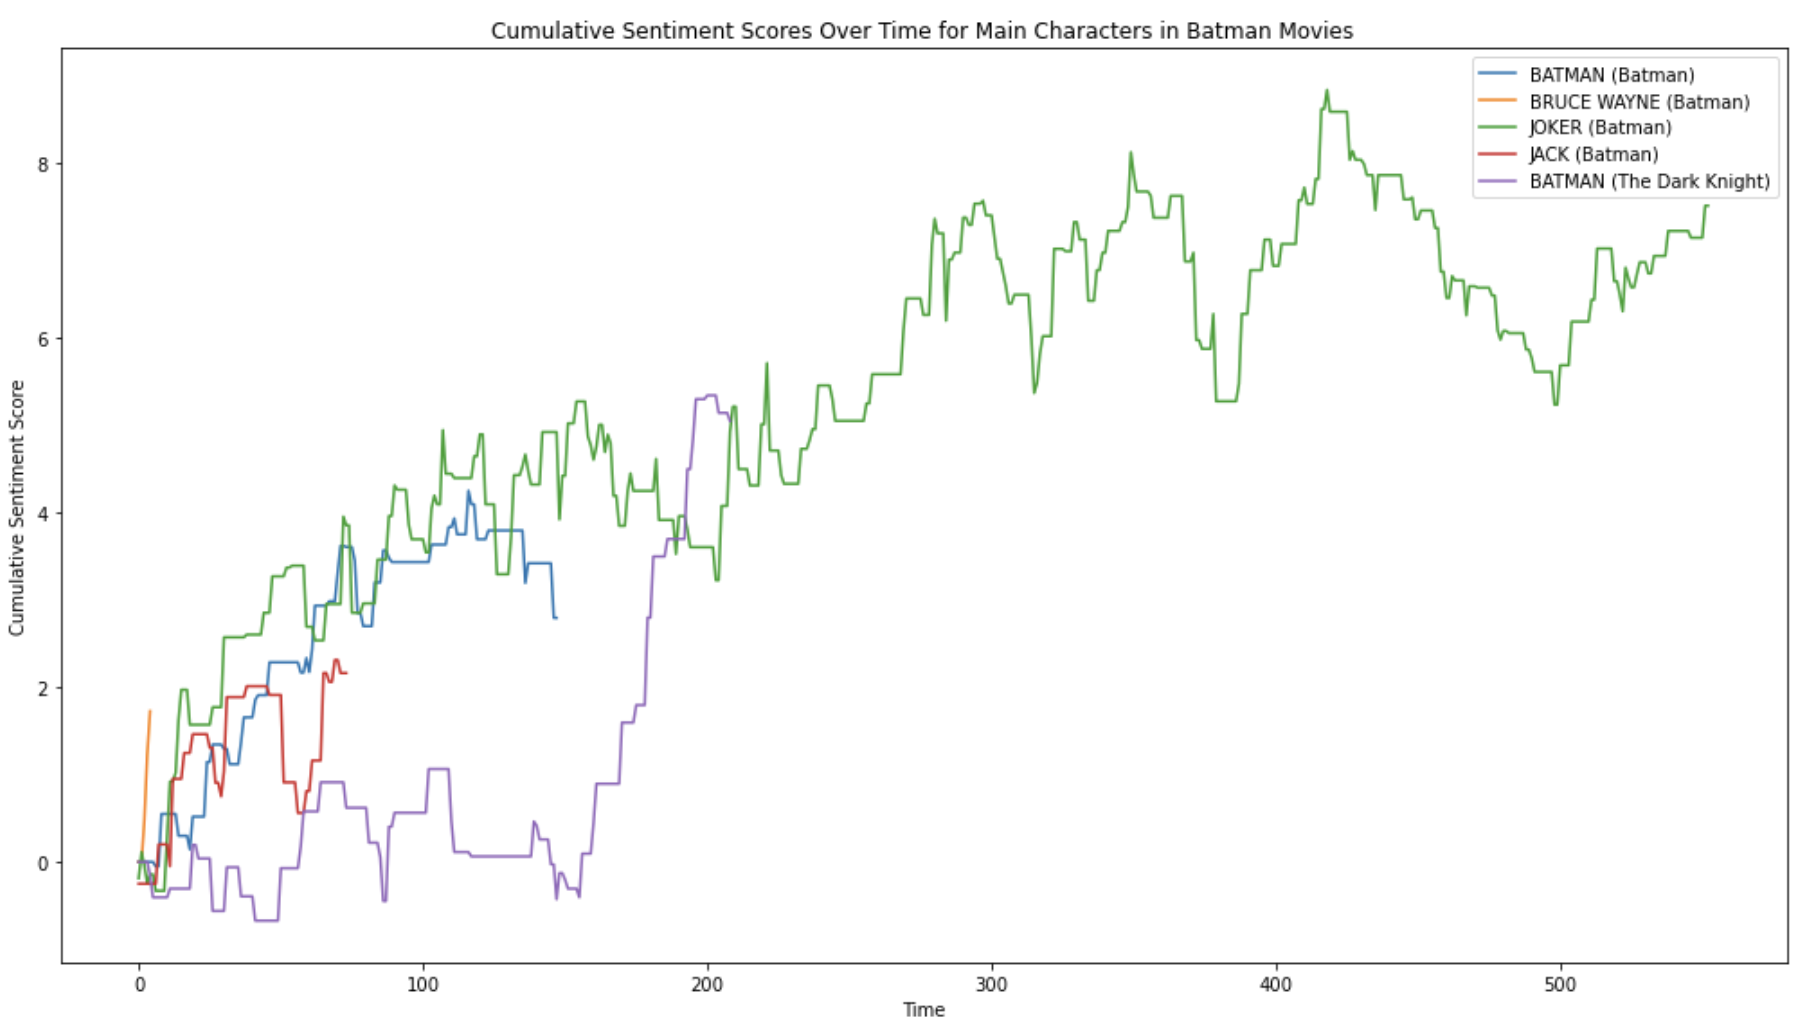 Cumulative Sentiment Scores Over Time for Main Characters in Batman Movies
BATMAN (Batman)
BRUCE WAYNE (Batman)
JOKER (Batman)
JACK (Batman)
BATMAN (The Dark Knight)
Cumulative Sentiment Score
8
6
4
2
0
0 100 200 300 400 500
Time